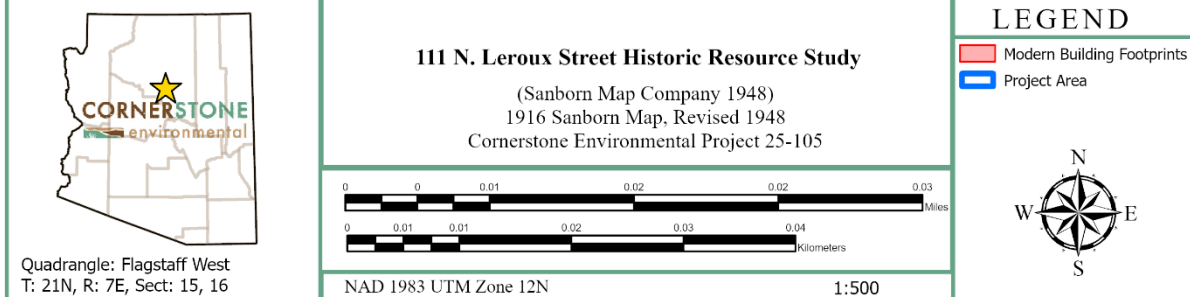 CORNERSTONE
environmental
Quadrangle: Flagstaff West
T: 21N, R: 7E, Sect: 15, 16
111 N. Leroux Street Historic Resource Study
(Sanborn Map Company 1948)
1916 Sanborn Map, Revised 1948
Cornerstone Environmental Project 25-105
0 0 0.01 0.02 0.02 0.03
Miles
0 0.01 0.01 0.02 0.03 0.04
Kilometers
NAD 1983 UTM Zone 12N 1:500
LEGEND
Modern Building Footprints
Project Area
N
W E
S